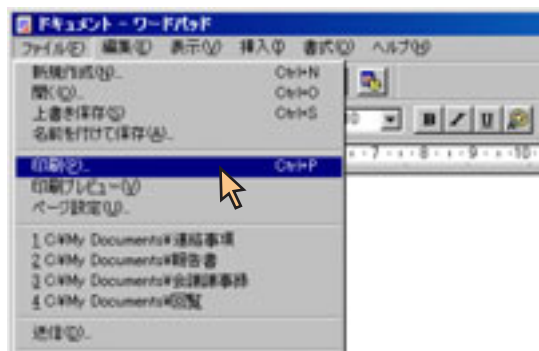 ドキュメント - ワードパッド
ファイル(F) 編集(E) 表示(V) 挿入(I) 書式(O) ヘルプ(H)
新規作成(N)... Ctrl+N
開く(O)... Ctrl+O
上書き保存(S) Ctrl+S
名前を付けて保存(A)...
印刷(P)... Ctrl+P
印刷プレビュー(V)
ページ設定(U)...
1 C:¥My Documents¥連絡事項
2 C:¥My Documents¥報告書
3 C:¥My Documents¥会議議事録
4 C:¥My Documents¥回覧
送信(D)...
B / U
7 8 9 10